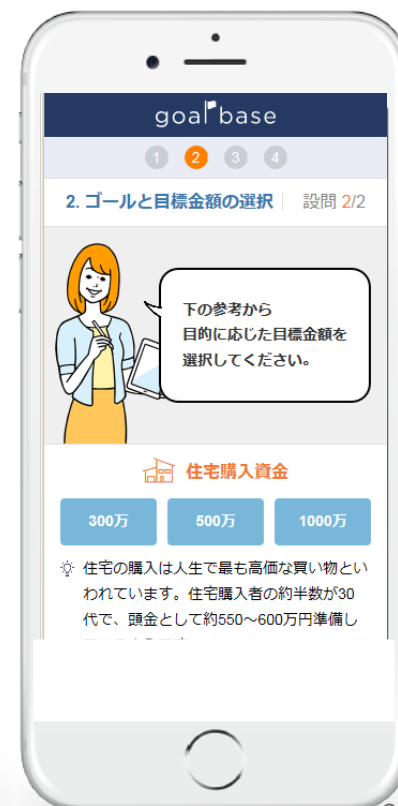 goal base
1 2 3 4
2. ゴールと目標金額の選択 設問 2/2
下の参考から
目的に応じた目標金額を
選択してください。
住宅購入資金
300万 500万 1000万
住宅の購入は人生で最も高価な買い物とい
われています。住宅購入者の約半数が30
代で、頭金として約550～600万円準備し